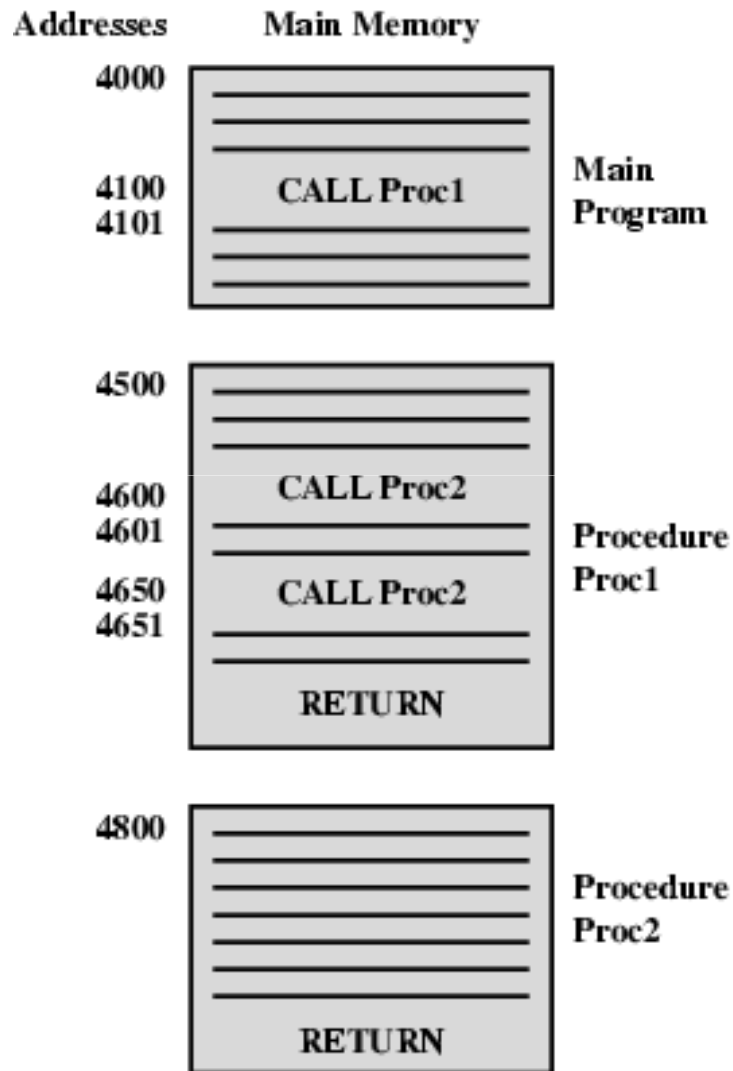 Addresses Main Memory
4000
4100 CALL Proc1
4101
Main
Program
4500
CALL Proc2
4600
4601
Procedure
Proc1
4650 CALL Proc2
4651
RETURN
4800
Procedure
Proc2
RETURN